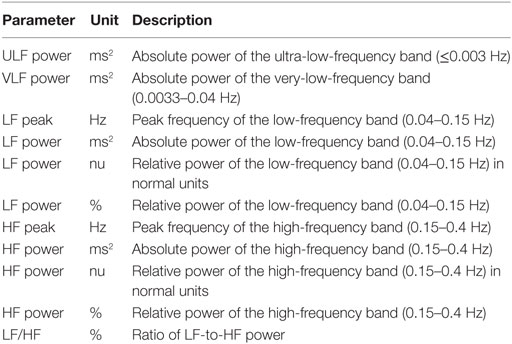 Parameter Unit Description
ULF power ms² Absolute power of the ultra-low-frequency band (≤0.003 Hz)
VLF power ms² Absolute power of the very-low-frequency band
(0.0033–0.04 Hz)
LF peak Hz Peak frequency of the low-frequency band (0.04–0.15 Hz)
LF power ms² Absolute power of the low-frequency band (0.04–0.15 Hz)
LF power nu Relative power of the low-frequency band (0.04–0.15 Hz) in
normal units
LF power % Relative power of the low-frequency band (0.04–0.15 Hz)
HF peak Hz Peak frequency of the high-frequency band (0.15–0.4 Hz)
HF power ms² Absolute power of the high-frequency band (0.15–0.4 Hz)
HF power nu Relative power of the high-frequency band (0.15–0.4 Hz) in
normal units
HF power % Relative power of the high-frequency band (0.15–0.4 Hz)
LF/HF % Ratio of LF-to-HF power